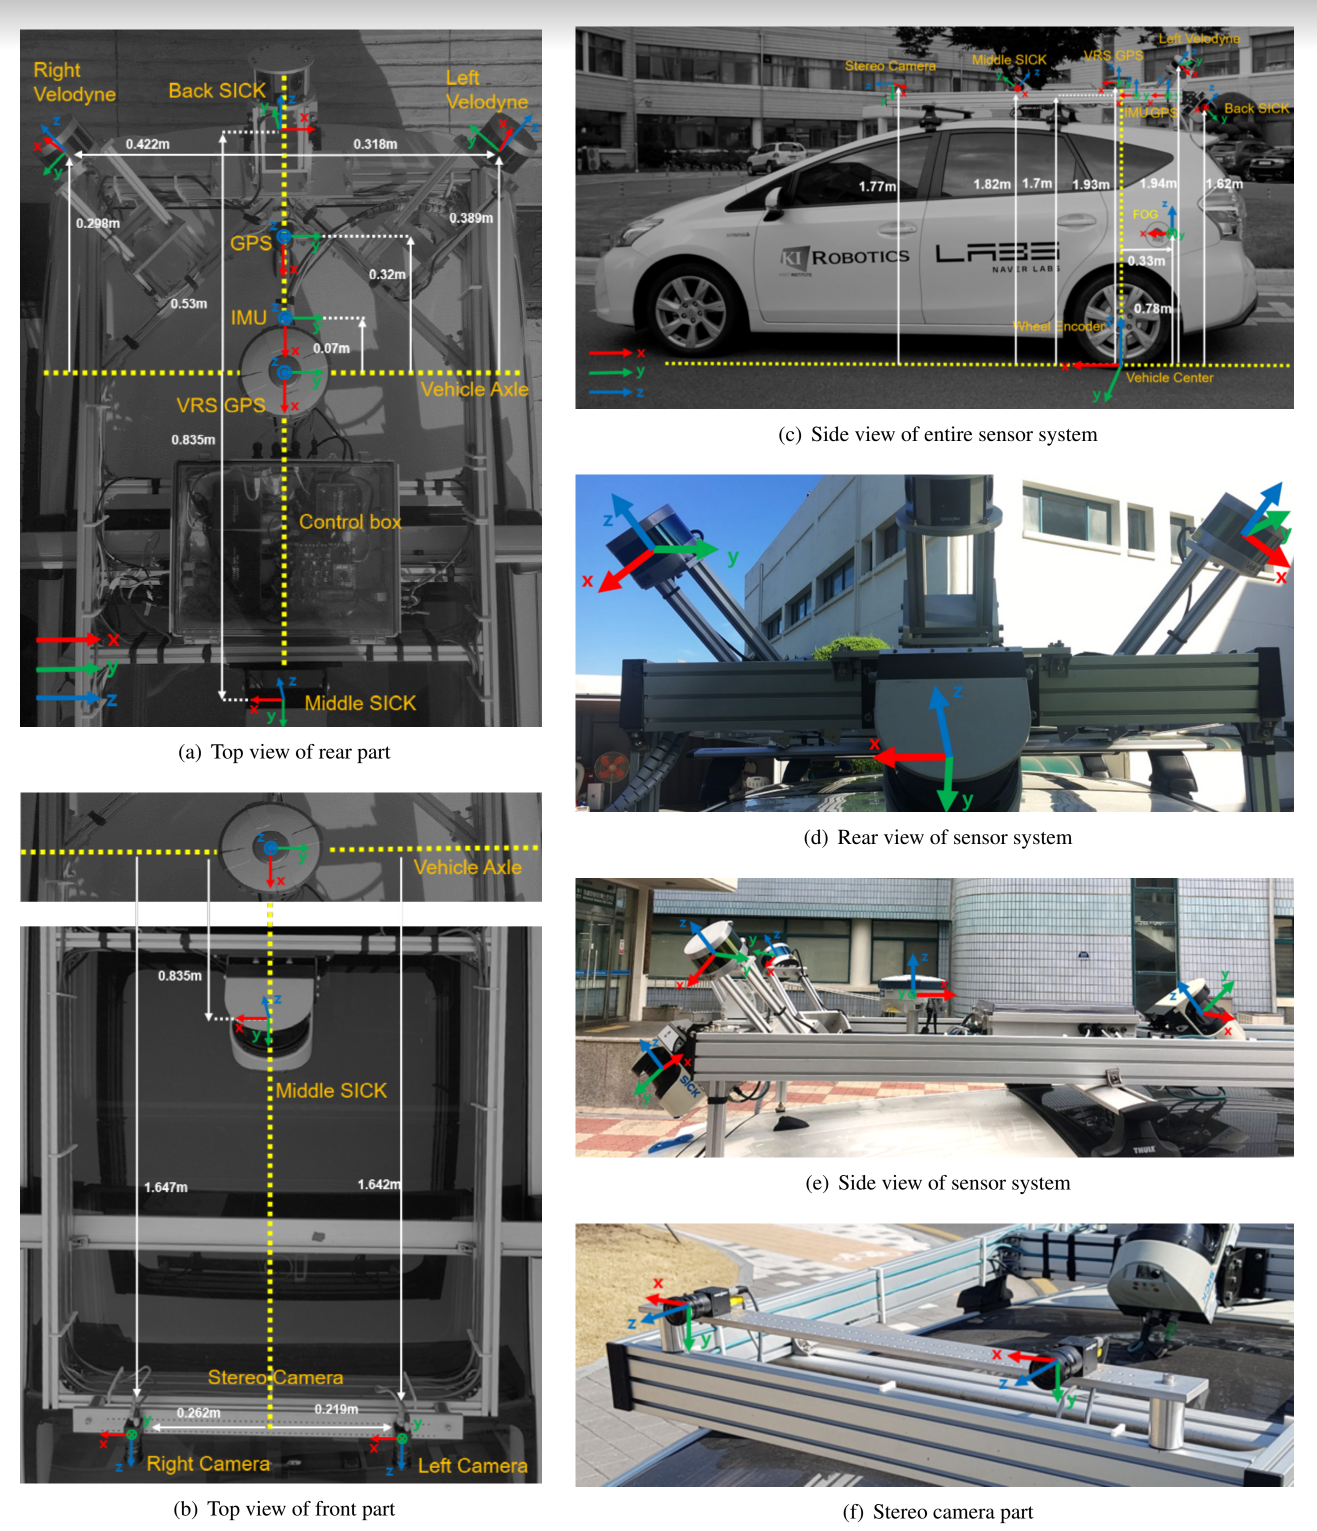 Right
Velodyne
Back SICK
Left
Velodyne
z
y
x
x
z
y
y
x
z
0.422m
0.318m
0.298m
0.389m
GPS
z
y
x
0.32m
0.53m
IMU
z
y
x
0.07m
z
y
x
Vehicle Axle
VRS GPS
0.835m
Control box
x
y
z
z
x
y
Middle SICK
(a) Top view of rear part
z
y
x
Vehicle Axle
0.835m
z
x
y
Middle SICK
1.647m
1.642m
Stereo Camera
0.262m
0.219m
y
x
z
y
x
z
Right Camera
Left Camera
(b) Top view of front part
Stereo Camera
Middle SICK
VRS GPS
Left Velodyne
IMU GPS
Back SICK
1.77m
1.82m
1.7m
1.93m
1.94m
1.62m
FOG
z
x
y
0.33m
0.78m
KI ROBOTICS
LABS
NAVER LABS
Wheel Encoder
x
y
z
x
y
Vehicle Center
(c) Side view of entire sensor system
z
x
y
y
x
z
x
y
(d) Rear view of sensor system
z
y
x
z
x
z
y
x
z
y
x
z
x
y
SICK
THULE
(e) Side view of sensor system
x
z
y
x
z
y
(f) Stereo camera part